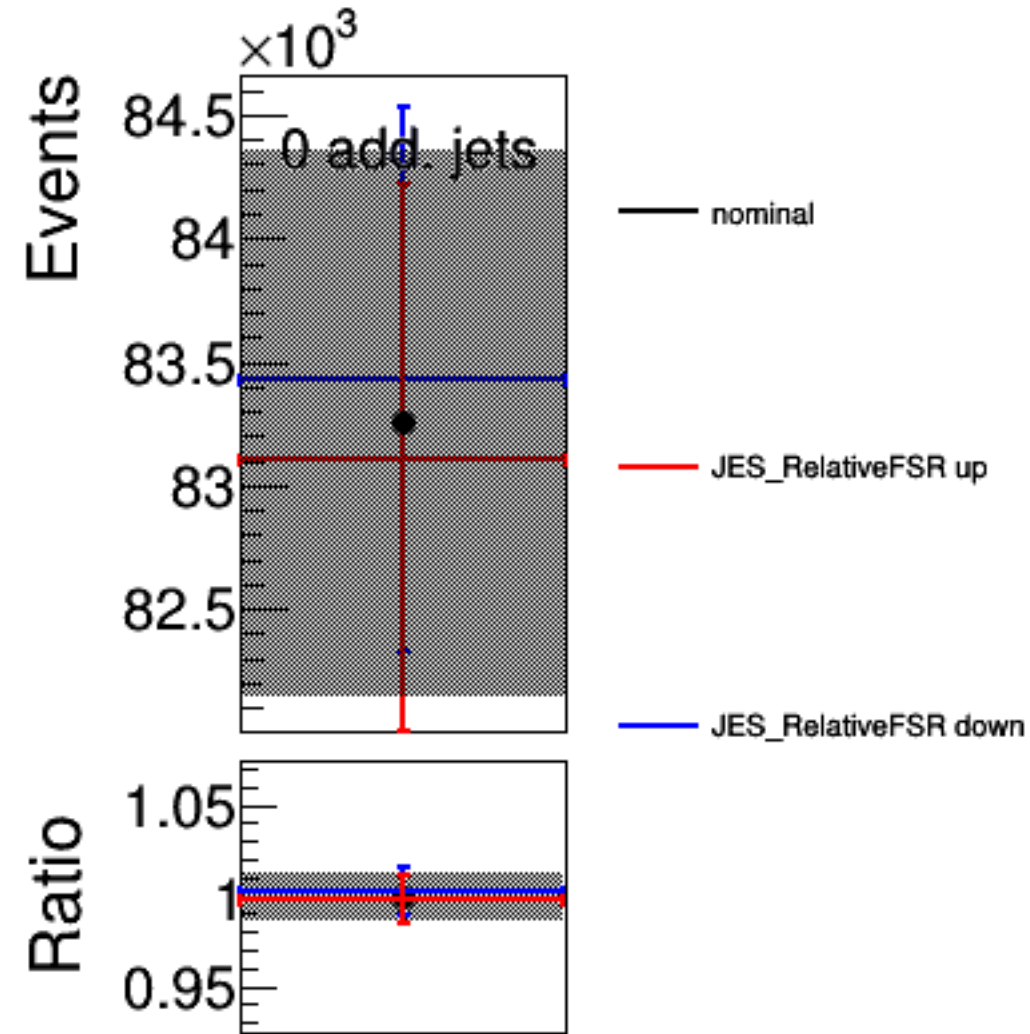 ×10³
Events
84.5
0 add. jets
84
83.5
83
82.5
nominal
JES_RelativeFSR up
JES_RelativeFSR down
Ratio
1.05
1
0.95